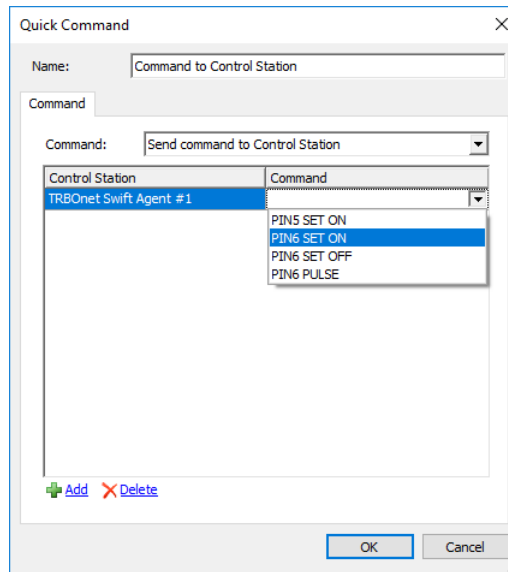 Quick Command
Name: Command to Control Station
Command
Command: Send command to Control Station
Control Station Command
TRBOnet Swift Agent #1
PIN5 SET ON
PIN6 SET ON
PIN6 SET OFF
PIN6 PULSE
Add Delete
OK Cancel